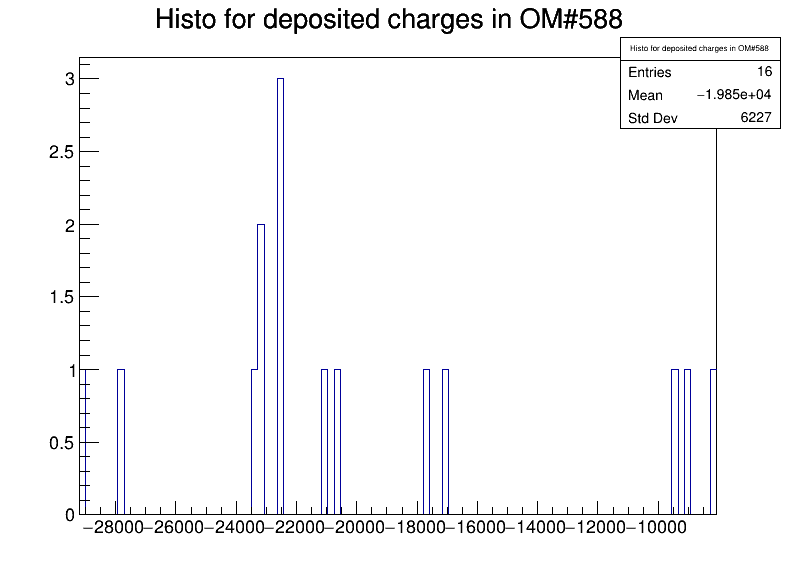 Histo for deposited charges in OM#588
Histo for deposited charges in OM#588
Entries 16
Mean −1.985e+04
Std Dev 6227
3
2.5
2
1.5
1
0.5
0
−28000 −26000 −24000 −22000 −20000 −18000 −16000 −14000 −12000 −10000